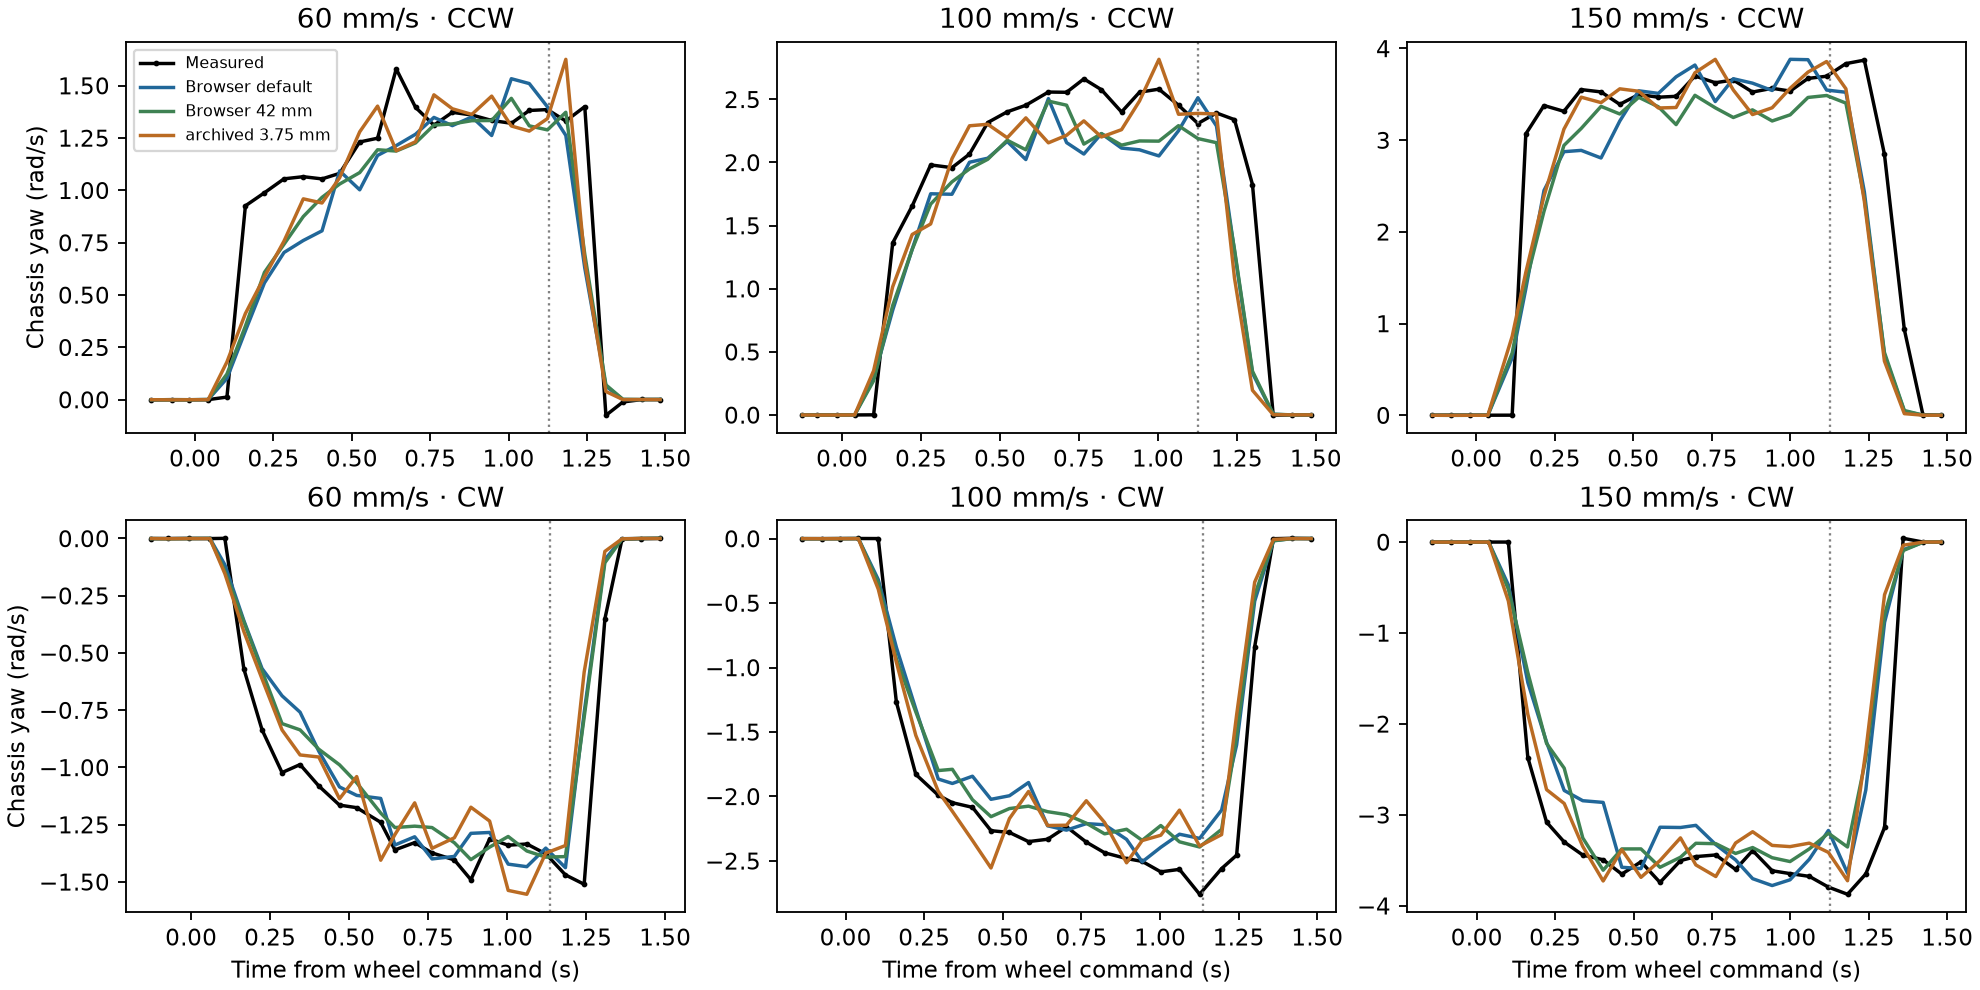 60 mm/s · CCW
100 mm/s · CCW
150 mm/s · CCW
Measured
Browser default
Browser 42 mm
archived 3.75 mm
Chassis yaw (rad/s)
1.50
1.25
1.00
0.75
0.50
0.25
0.00
2.5
2.0
1.5
1.0
0.5
0.0
4
3
2
1
0
0.00 0.25 0.50 0.75 1.00 1.25 1.50
0.00 0.25 0.50 0.75 1.00 1.25 1.50
0.00 0.25 0.50 0.75 1.00 1.25 1.50
60 mm/s · CW
100 mm/s · CW
150 mm/s · CW
Chassis yaw (rad/s)
0.00
−0.25
−0.50
−0.75
−1.00
−1.25
−1.50
0.0
−0.5
−1.0
−1.5
−2.0
−2.5
0
−1
−2
−3
−4
0.00 0.25 0.50 0.75 1.00 1.25 1.50
0.00 0.25 0.50 0.75 1.00 1.25 1.50
0.00 0.25 0.50 0.75 1.00 1.25 1.50
Time from wheel command (s)
Time from wheel command (s)
Time from wheel command (s)